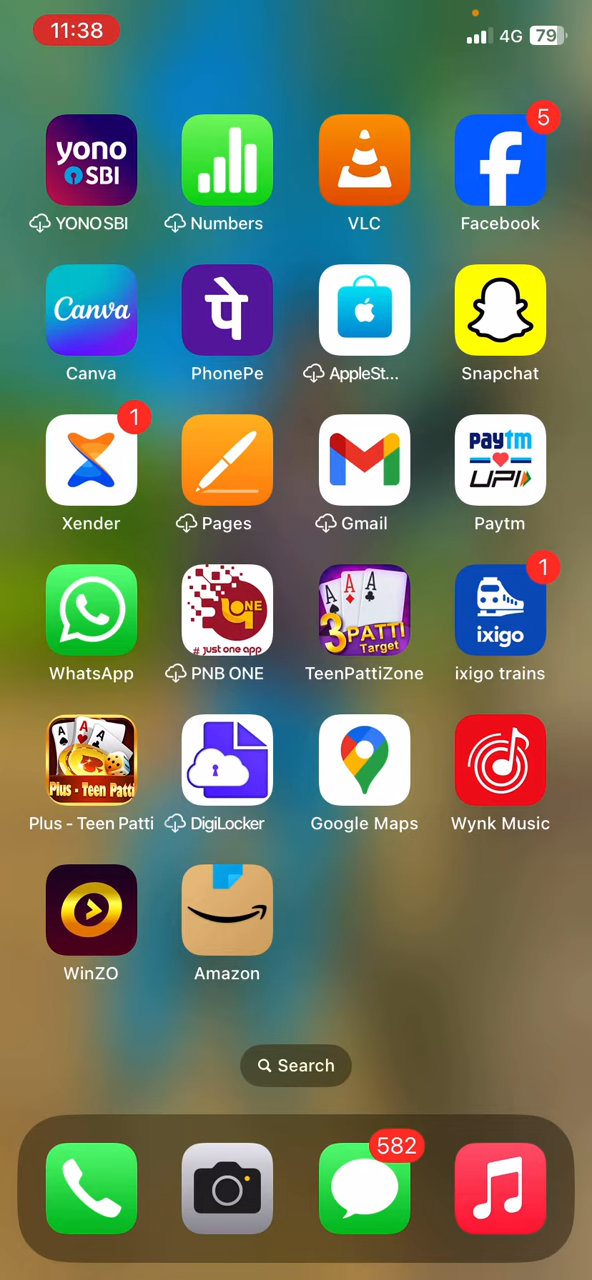 11:38
4G 79
yono
SBI
5
YONO SBI
Numbers
VLC
Facebook
Canva
पे
Canva
PhonePe
AppleSt...
Snapchat
1
paytm
UPI
Xender
Pages
Gmail
Paytm
ONE
# just one app
A A A
3 PATTI
Target
1
ixigo
WhatsApp
PNB ONE
TeenPattiZone
ixigo trains
A A A
Plus - Teen Patti
Plus - Teen Patti
DigiLocker
Google Maps
Wynk Music
WinZO
Amazon
Search
582